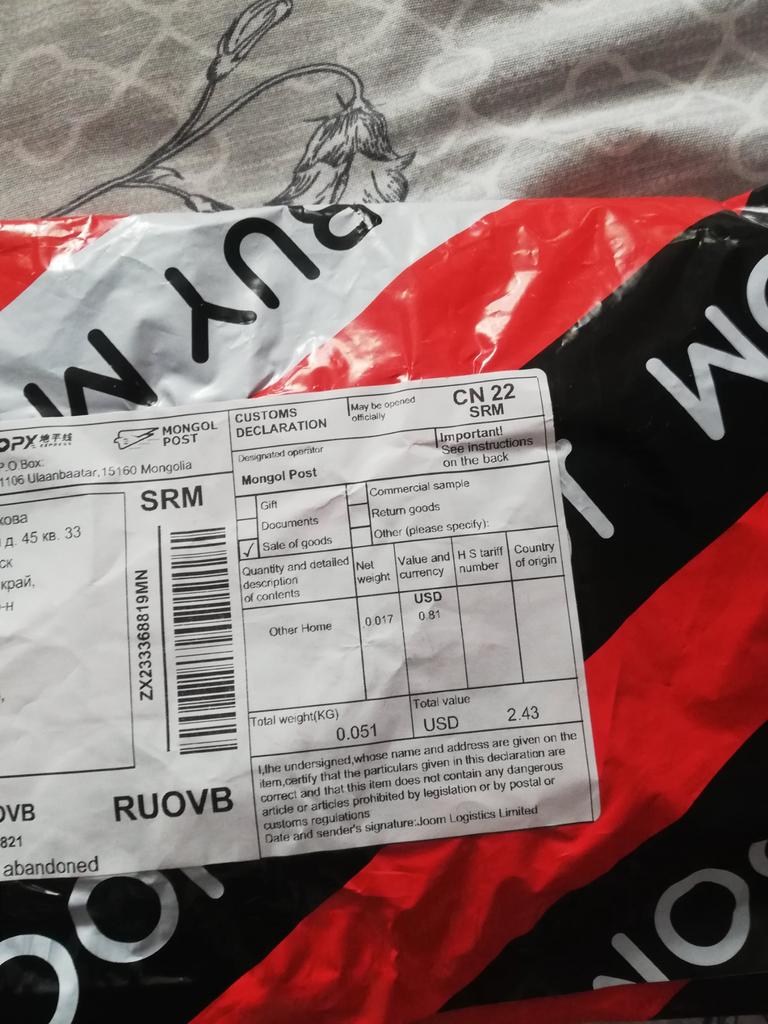 BUY M
OPX 地平线
EXPRESS
MONGOL
POST
P.O Box:
1106 Ulaanbaatar,15160 Mongolia
SRM
кова
д. 45 кв. 33
ск
край,
р-н
ZX233368819MN
OVB
RUOVB
821
abandoned
CUSTOMS
DECLARATION
May be opened
officially
CN 22
SRM
Designated operator
Important!
See instructions
on the back
Mongol Post
Gift
Documents
✓ Sale of goods
Commercial sample
Return goods
Other (please specify):
Quantity and detailed
description
of contents
Net
weight
Value and
currency
H S tariff
number
Country
of origin
USD
Other Home 0.017 0.81
Total weight(KG)
0.051
Total value
USD 2.43
I,the undersigned,whose name and address are given on the
item,certify that the particulars given in this declaration are
correct and that this item does not contain any dangerous
article or articles prohibited by legislation or by postal or
customs regulations
Date and sender's signature:Joom Logistics Limited